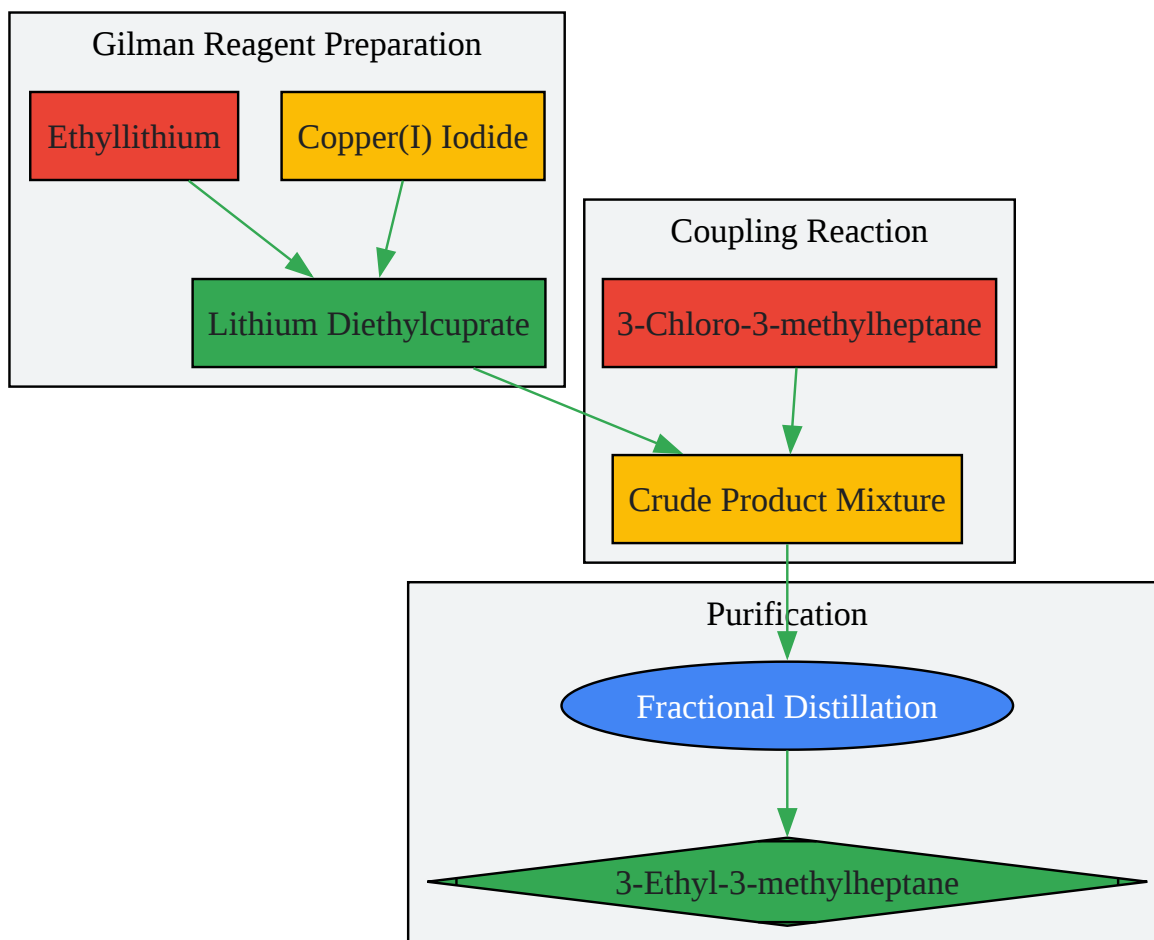 Gilman Reagent Preparation
Ethyllithium
Copper(I) Iodide
Lithium Diethylcuprate
Coupling Reaction
3-Chloro-3-methylheptane
Crude Product Mixture
Purification
Fractional Distillation
3-Ethyl-3-methylheptane